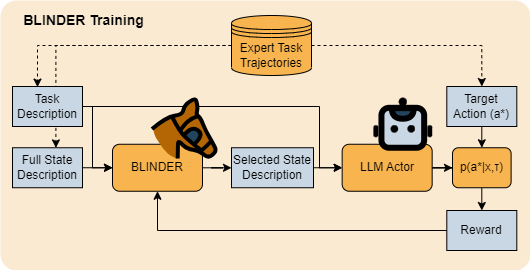 BLINDER Training
Expert Task
Trajectories
Task
Description
Target
Action (a*)
Full State
Description
BLINDER
Selected State
Description
LLM Actor
p(a*|x,τ)
Reward